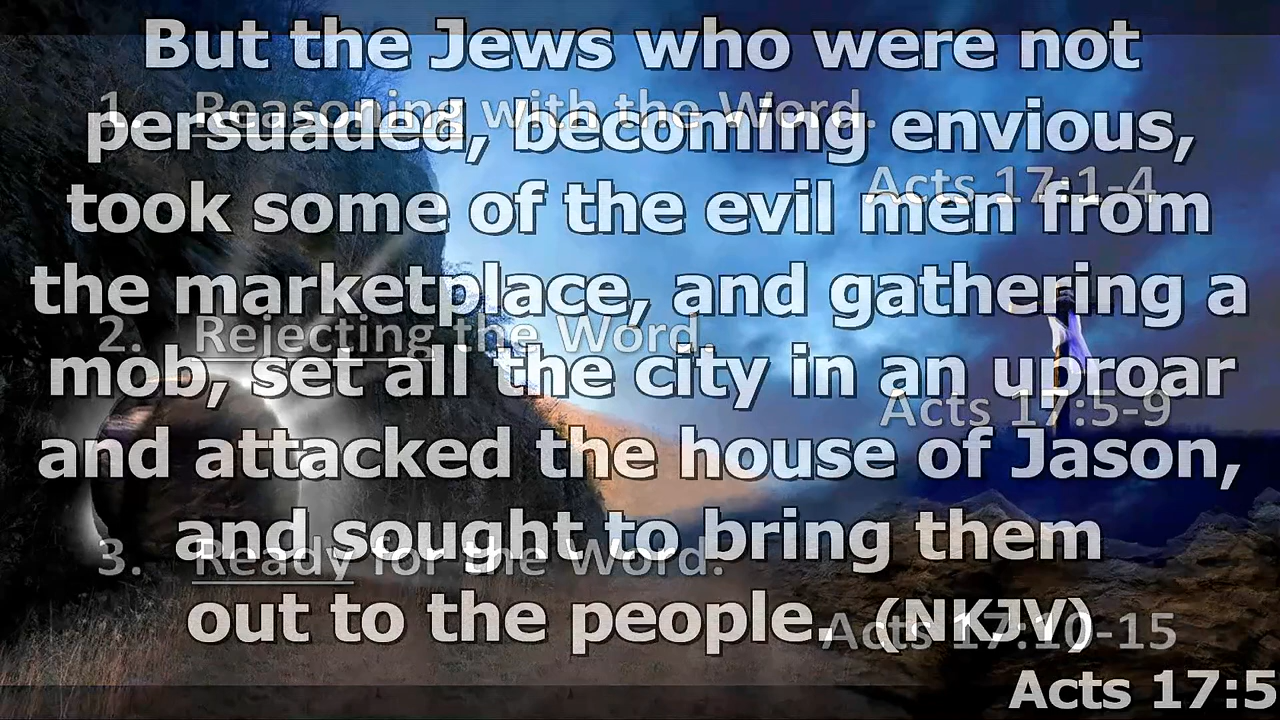 But the Jews who were not
persuaded, becoming envious,
took some of the evil men from
the marketplace, and gathering a
mob, set all the city in an uproar
and attacked the house of Jason,
and sought to bring them
out to the people. (NKJV)
Acts 17:5
1. Reasoning with the Word.
Acts 17:1-4
2. Rejecting the Word.
Acts 17:5-9
3. Ready for the Word.
Acts 17:10-15